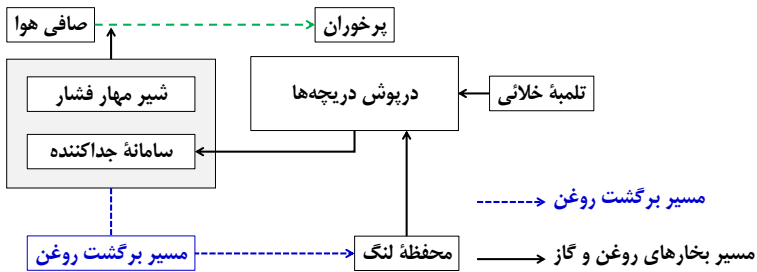 پرخوران
صافی هوا
تلمبهٔ خلائی
درپوش دریچه‌ها
شیر مهار فشار
سامانهٔ جداکننده
مسیر برگشت روغن
محفظهٔ لنگ
مسیر برگشت روغن
مسیر بخارهای روغن و گاز